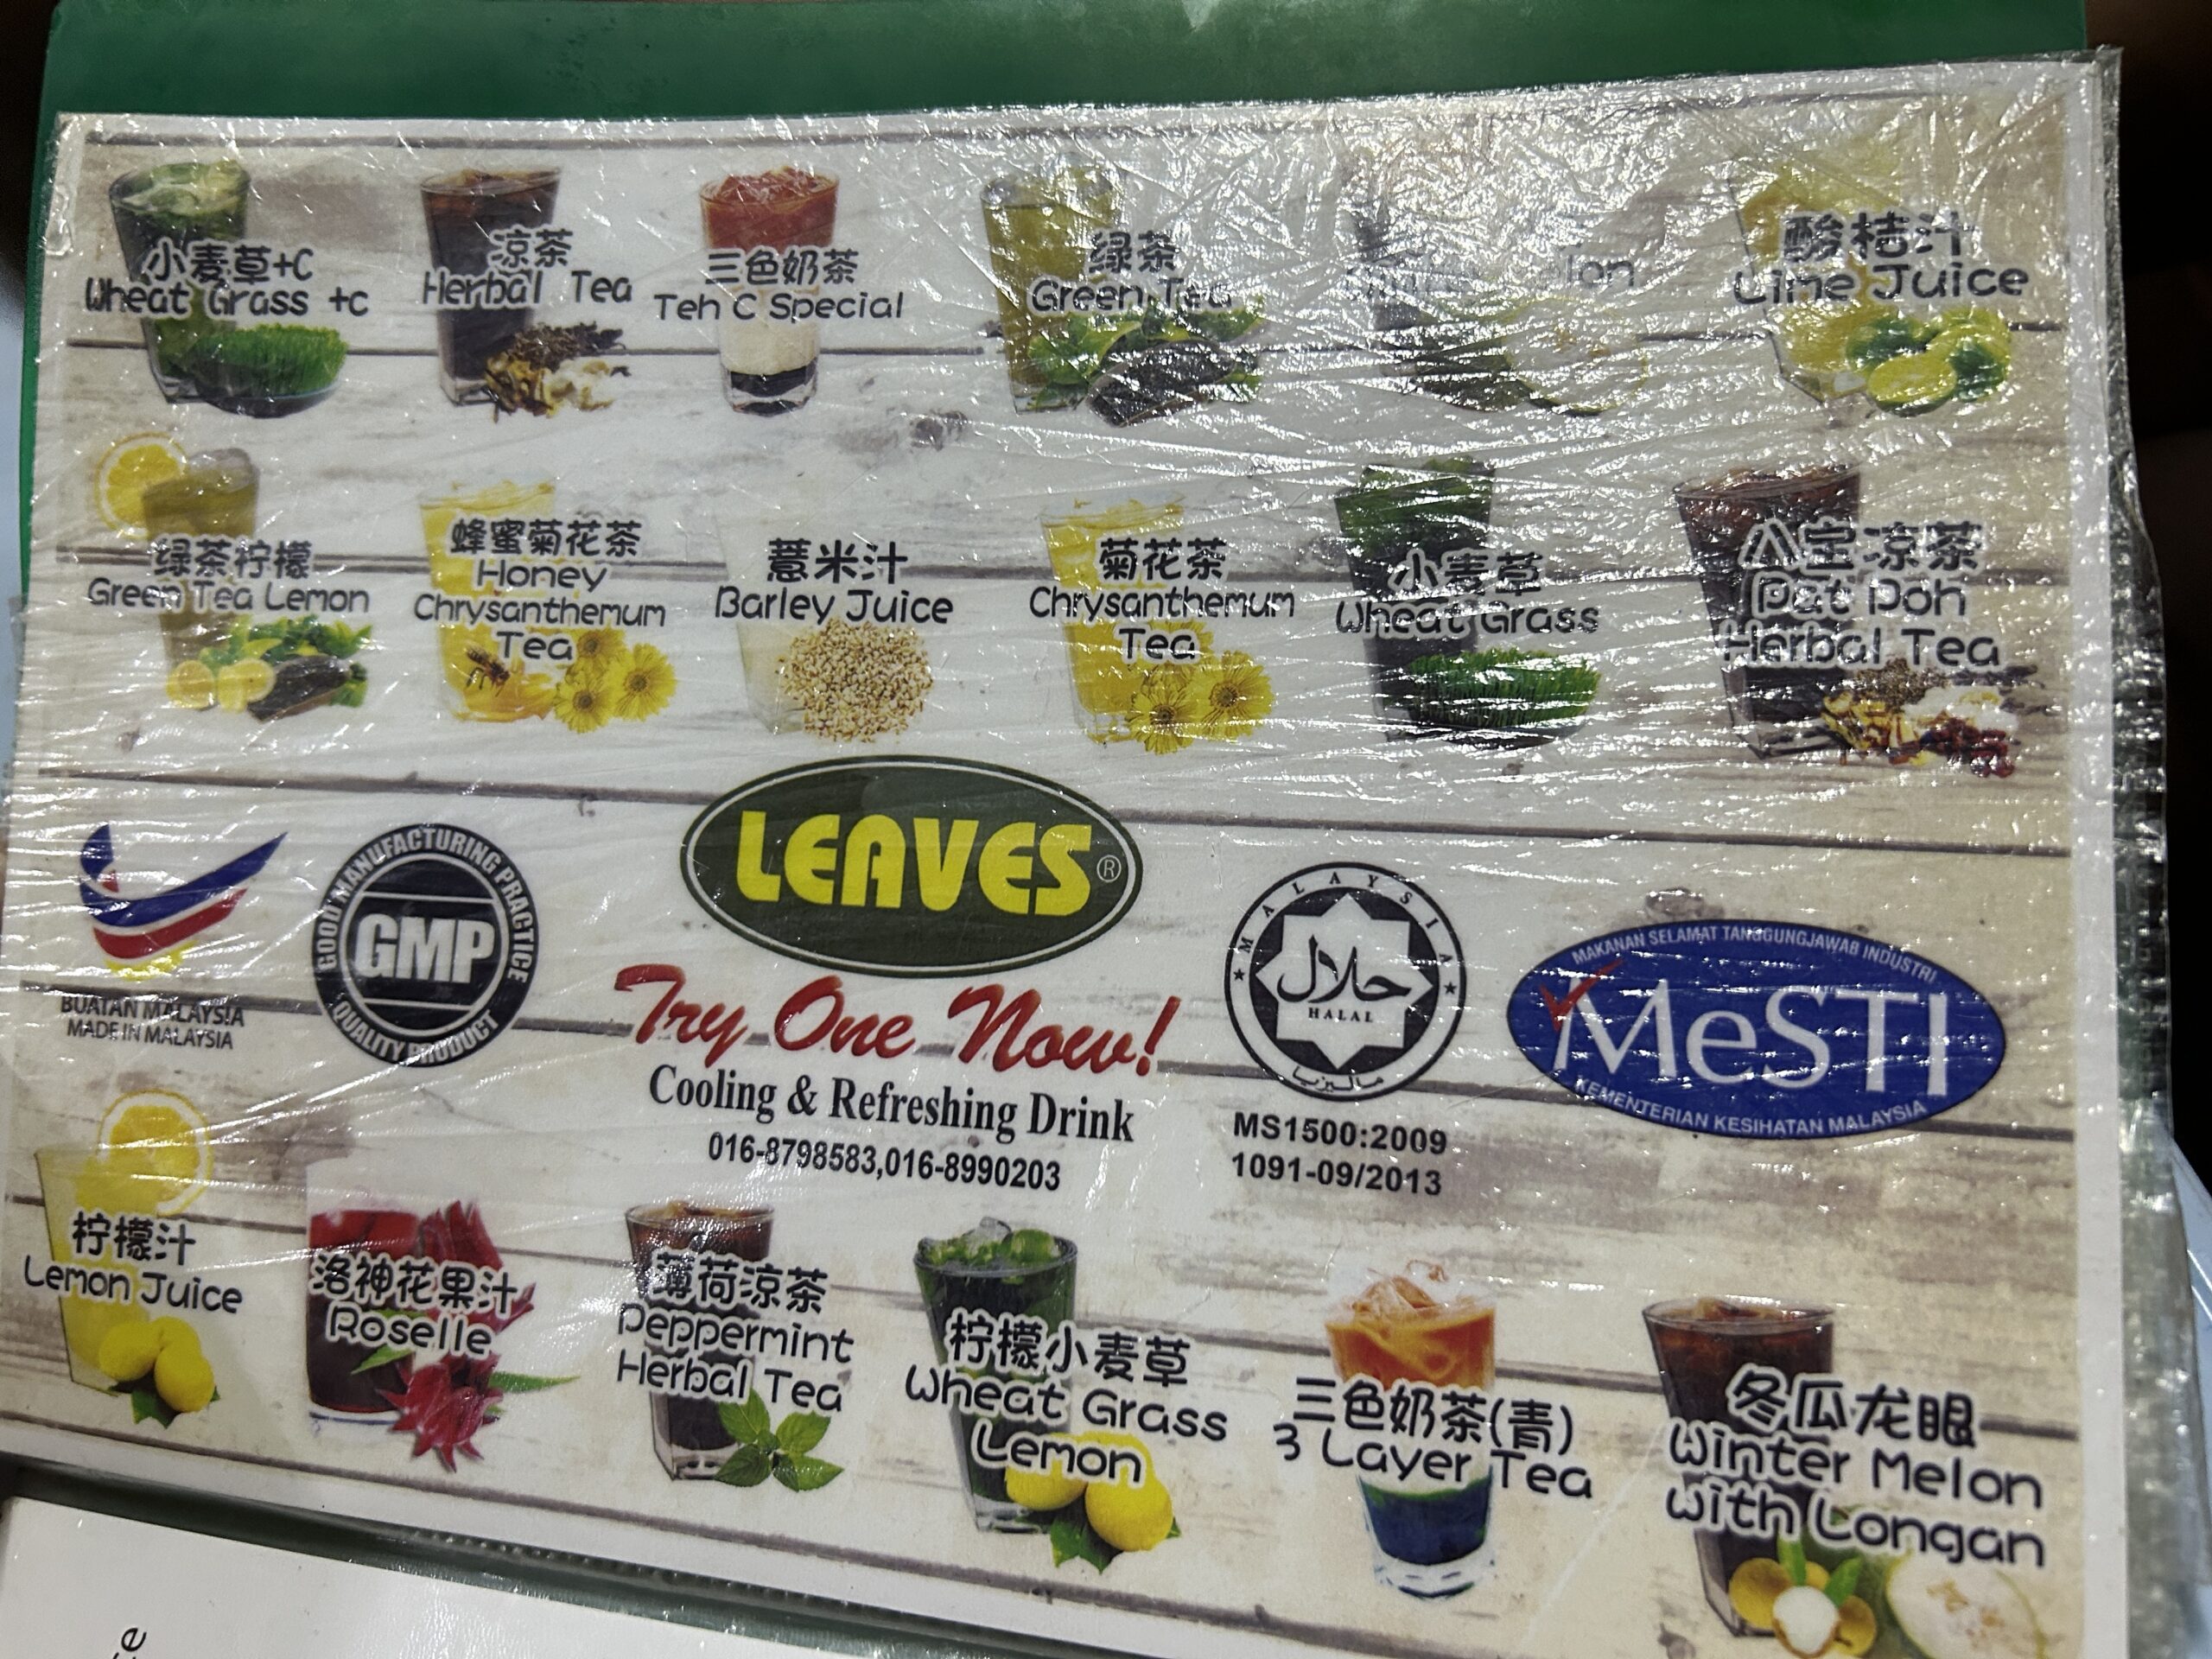 小麦草+C
Wheat Grass +c
凉茶
Herbal Tea
三色奶茶
Teh C Special
绿茶
Green Tea
酸桔汁
Lime Juice
绿茶柠檬
Green Tea Lemon
蜂蜜菊花茶
Honey
Chrysanthemum
Tea
薏米汁
Barley Juice
菊花茶
Chrysanthemum
Tea
小麦草
Wheat Grass
八宝凉茶
Pat Poh
Herbal Tea
BUATAN MALAYSIA
MADE IN MALAYSIA
GOOD MANUFACTURING PRACTICE
GMP
QUALITY PRODUCT
LEAVES®
Try One Now!
Cooling & Refreshing Drink
016-8798583,016-8990203
MALAYSIA
حلال
HALAL
ماليزيا
MS1500:2009
1091-09/2013
MAKANAN SELAMAT TANGGUNGJAWAB INDUSTRI
MeSTI
KEMENTERIAN KESIHATAN MALAYSIA
柠檬汁
Lemon Juice
洛神花果汁
Roselle
薄荷凉茶
Peppermint
Herbal Tea
柠檬小麦草
Wheat Grass
Lemon
三色奶茶(青)
3 Layer Tea
冬瓜龙眼
Winter Melon
with Longan